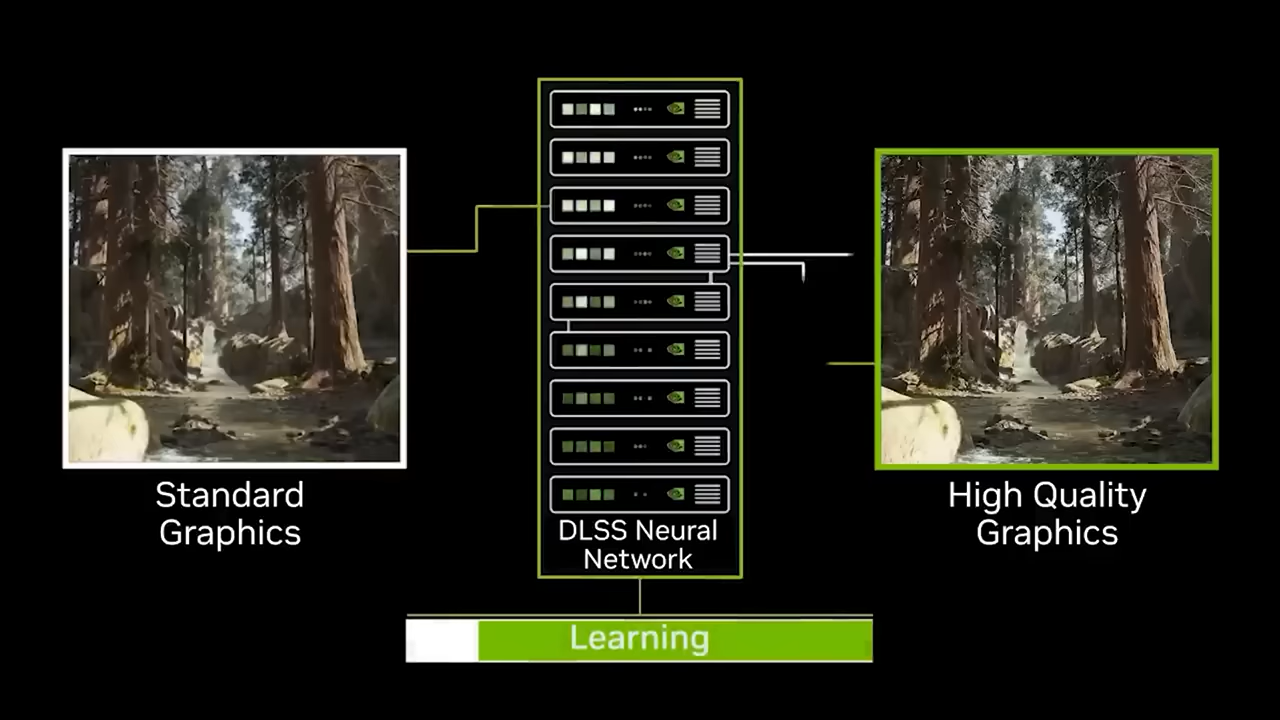 Standard
Graphics
DLSS Neural
Network
High Quality
Graphics
Learning